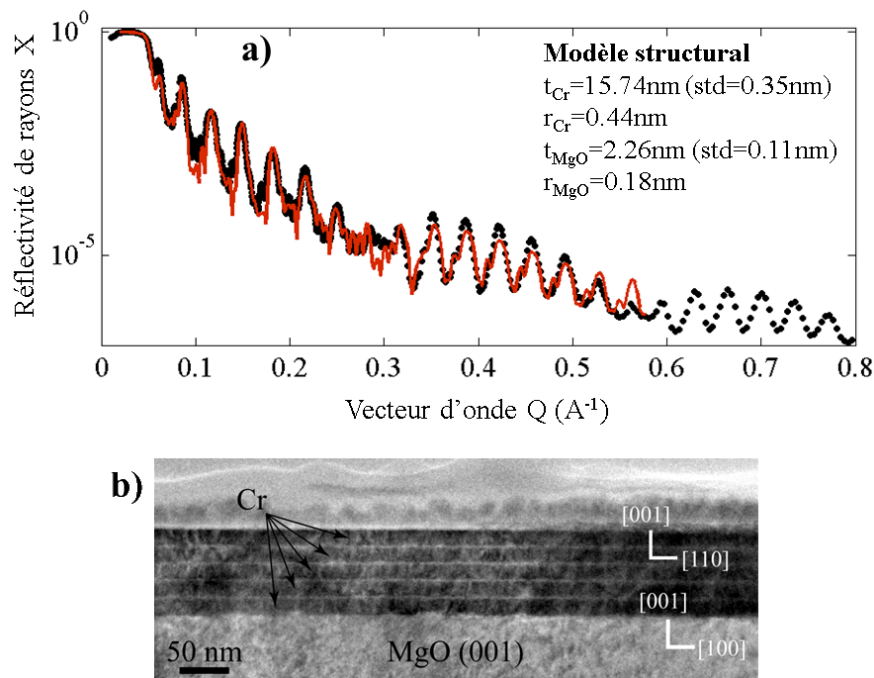 a)
Réflectivité de rayons X
10⁰
10⁻⁵
Modèle structural
t_Cr=15.74nm (std=0.35nm)
r_Cr=0.44nm
t_MgO=2.26nm (std=0.11nm)
r_MgO=0.18nm
0 0.1 0.2 0.3 0.4 0.5 0.6 0.7 0.8
Vecteur d'onde Q (A⁻¹)
b)
Cr
[001]
[110]
[001]
[100]
50 nm
MgO (001)